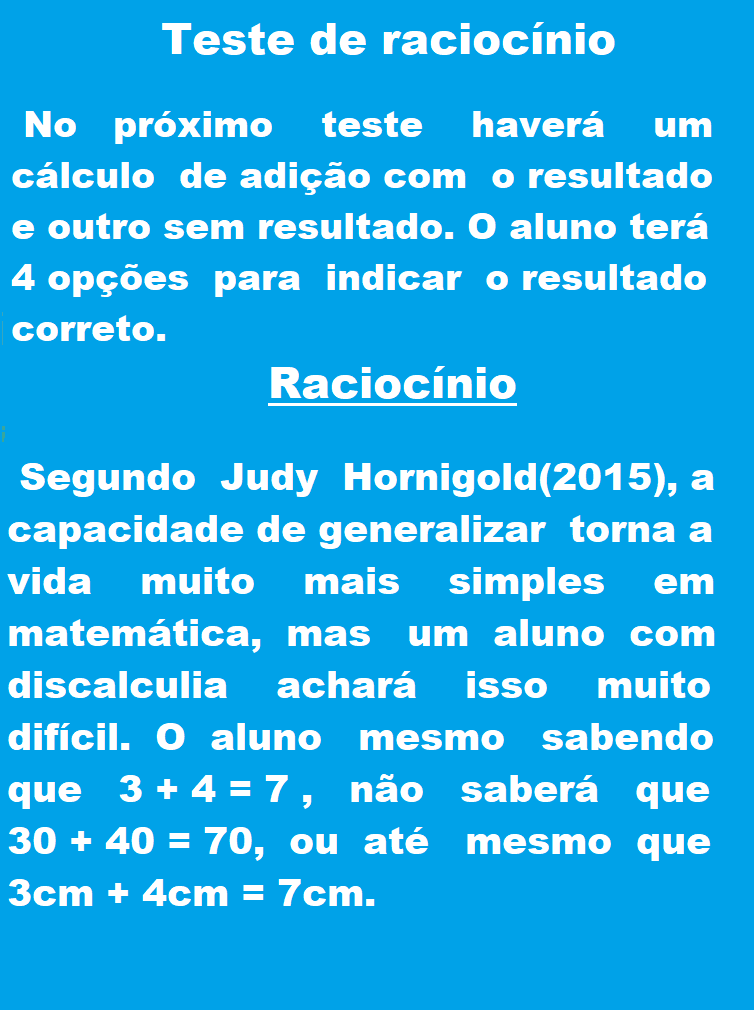 Teste de raciocínio
No próximo teste haverá um
cálculo de adição com o resultado
e outro sem resultado. O aluno terá
4 opções para indicar o resultado
correto.
Raciocínio
Segundo Judy Hornigold(2015), a
capacidade de generalizar torna a
vida muito mais simples em
matemática, mas um aluno com
discalculia achará isso muito
difícil. O aluno mesmo sabendo
que 3 + 4 = 7 , não saberá que
30 + 40 = 70, ou até mesmo que
3cm + 4cm = 7cm.